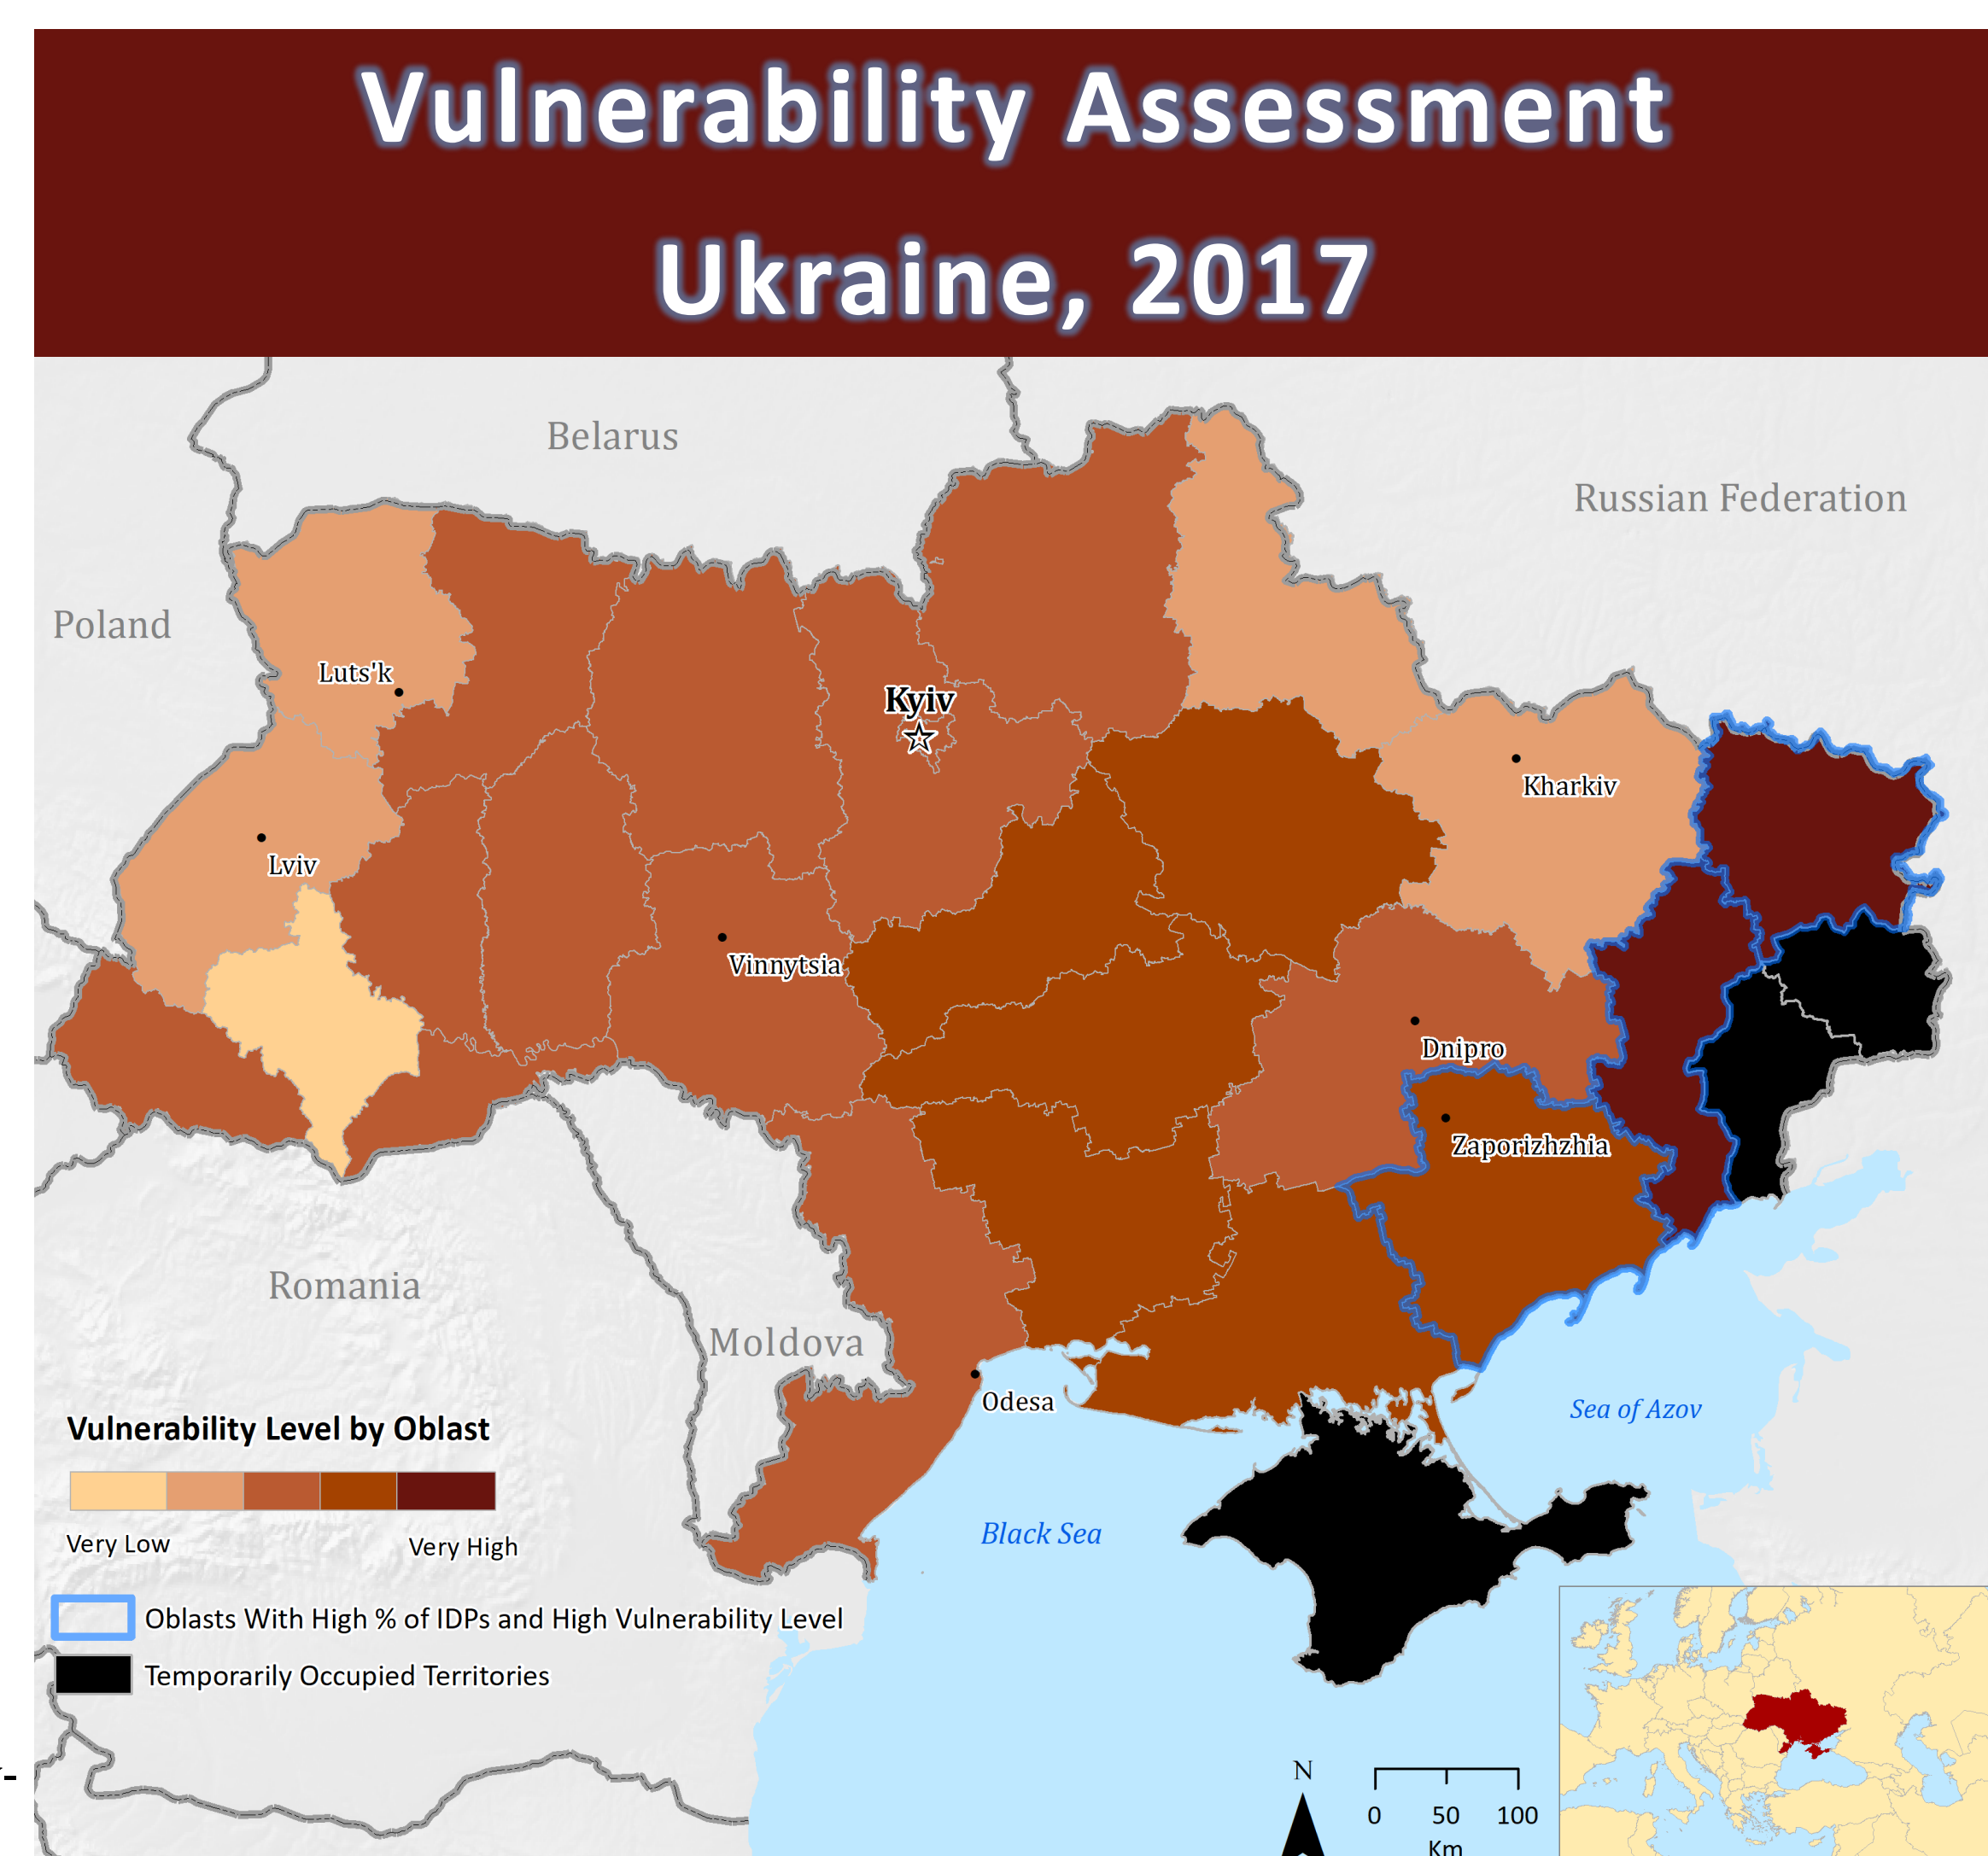 Vulnerability Assessment
Ukraine, 2017
Belarus
Russian Federation
Poland
Luts'k
Kyiv
Kharkiv
Lviv
Vinnytsia
Dnipro
Zaporizhzhia
Romania
Moldova
Odesa
Sea of Azov
Black Sea
Vulnerability Level by Oblast
Very Low
Very High
Oblasts With High % of IDPs and High Vulnerability Level
Temporarily Occupied Territories
N
0 50 100
Km